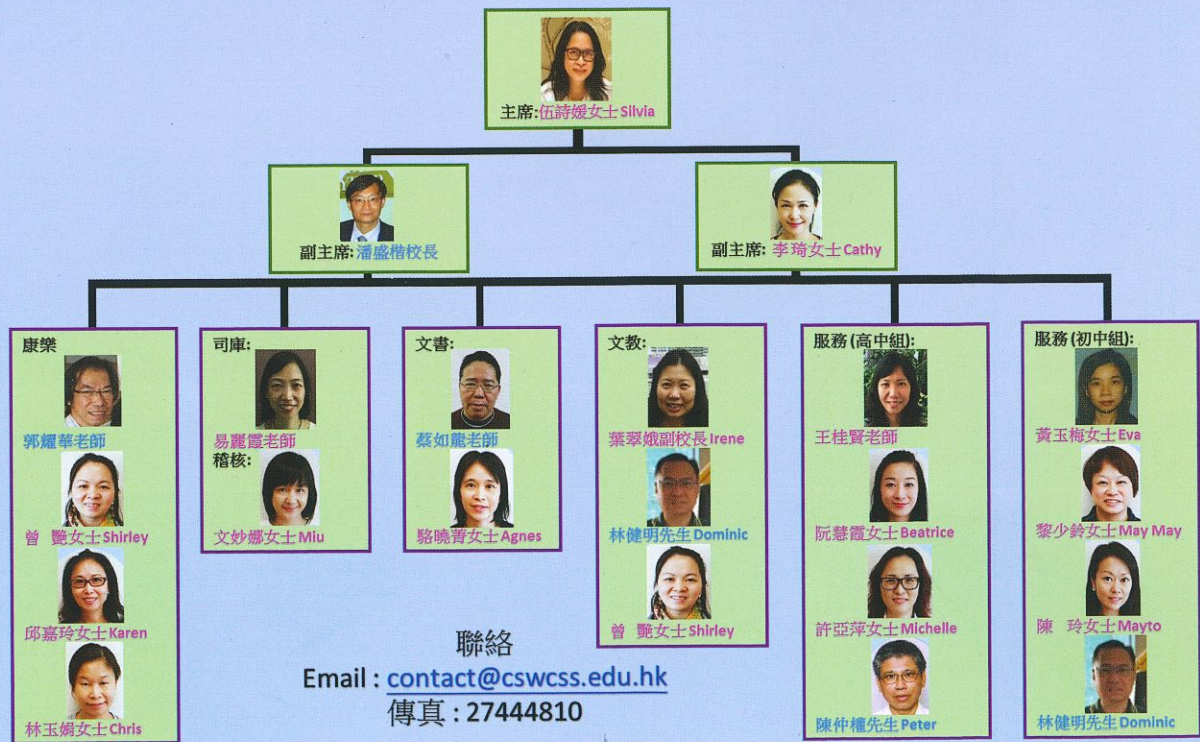 主席:伍詩媛女士 Silvia
副主席:潘盛楷校長
副主席: 李琦女士 Cathy
康樂
郭耀華老師
曾 艷女士 Shirley
邱嘉玲女士 Karen
林玉娟女士 Chris
司庫:
易麗霞老師
稽核:
文妙娜女士 Miu
文書:
蔡如龍老師
駱曉菁女士 Agnes
文教:
葉翠娥副校長 Irene
林健明先生 Dominic
曾 艷女士 Shirley
服務 (高中組):
王桂賢老師
阮慧霞女士 Beatrice
許亞萍女士 Michelle
陳仲權先生 Peter
服務 (初中組):
黃玉梅女士 Eva
黎少鈴女士 May May
陳 玲女士 Mayto
林健明先生 Dominic
聯絡
Email : contact@cswcss.edu.hk
傳真 : 27444810